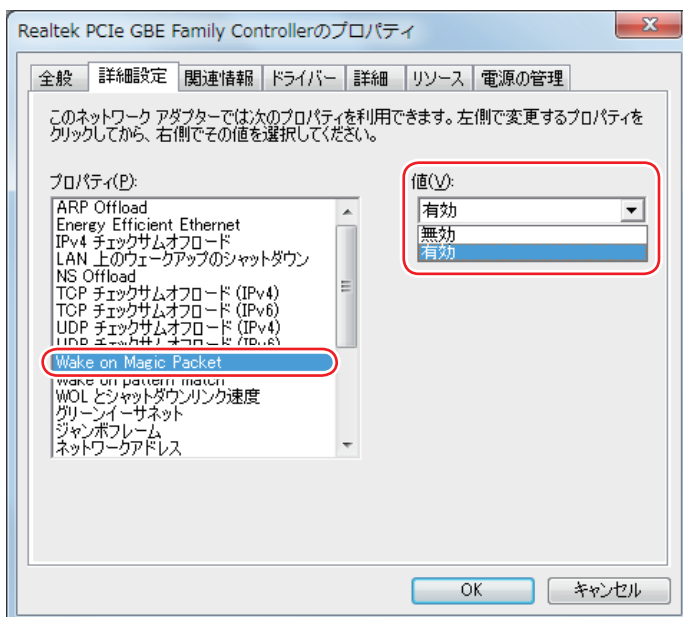 Realtek PCIe GBE Family Controllerのプロパティ
全般 詳細設定 関連情報 ドライバー 詳細 リソース 電源の管理
このネットワーク アダプターでは次のプロパティを利用できます。左側で変更するプロパティを
クリックしてから、右側でその値を選択してください。
プロパティ(P):
値(V):
ARP Offload
Energy Efficient Ethernet
IPv4 チェックサムオフロード
LAN 上のウェークアップのシャットダウン
NS Offload
TCP チェックサムオフロード (IPv4)
TCP チェックサムオフロード (IPv6)
UDP チェックサムオフロード (IPv4)
UDP チェックサムオフロード (IPv6)
Wake on Magic Packet
Wake on pattern match
WOL とシャットダウンリンク速度
グリーンイーサネット
ジャンボフレーム
ネットワークアドレス
有効
無効
有効
OK キャンセル